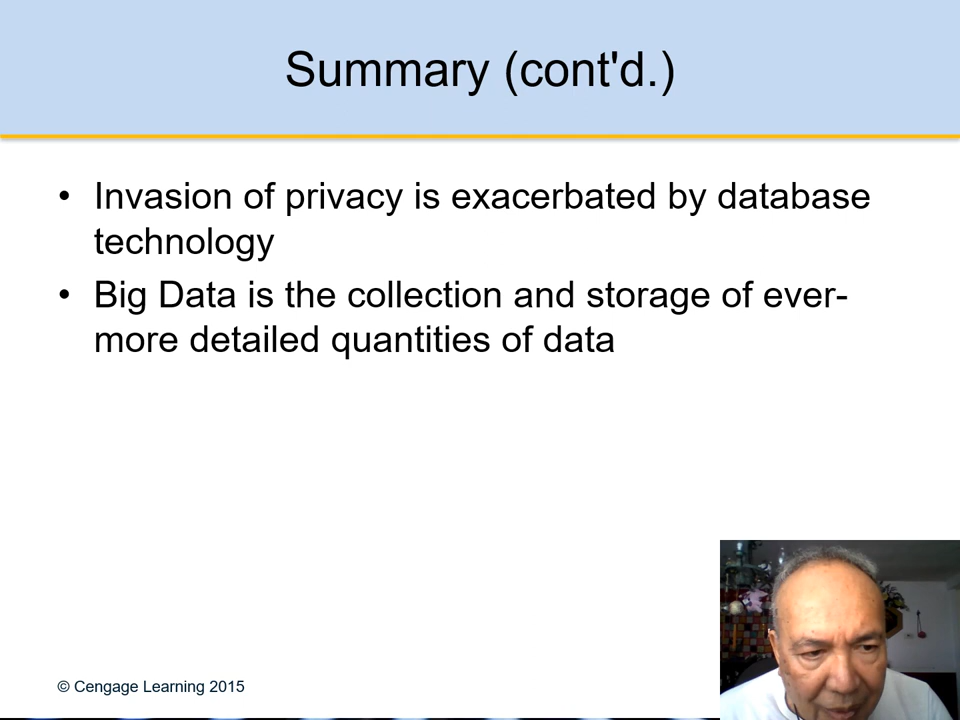 Summary (cont'd.)
• Invasion of privacy is exacerbated by database
technology
• Big Data is the collection and storage of ever-
more detailed quantities of data
© Cengage Learning 2015